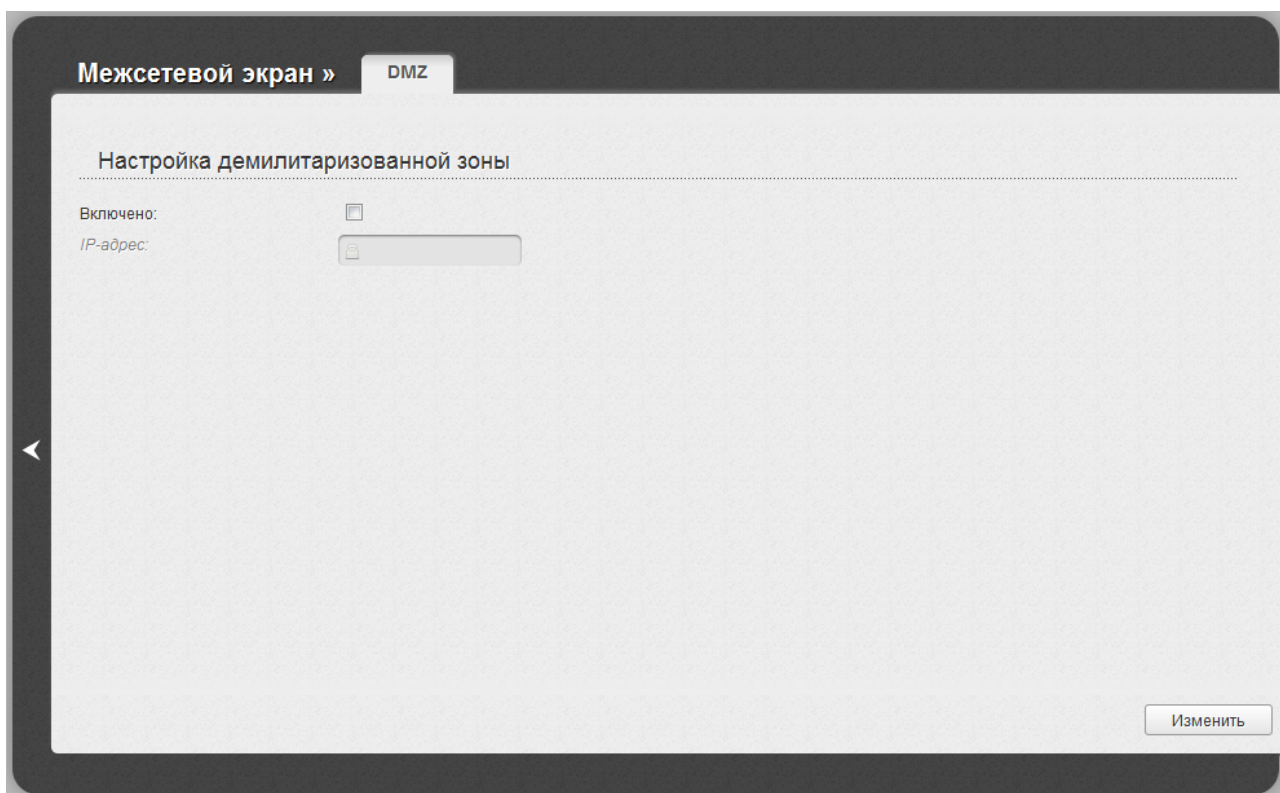 Межсетевой экран » DMZ
Настройка демилитаризованной зоны
Включено:
IP-адрес:
Изменить